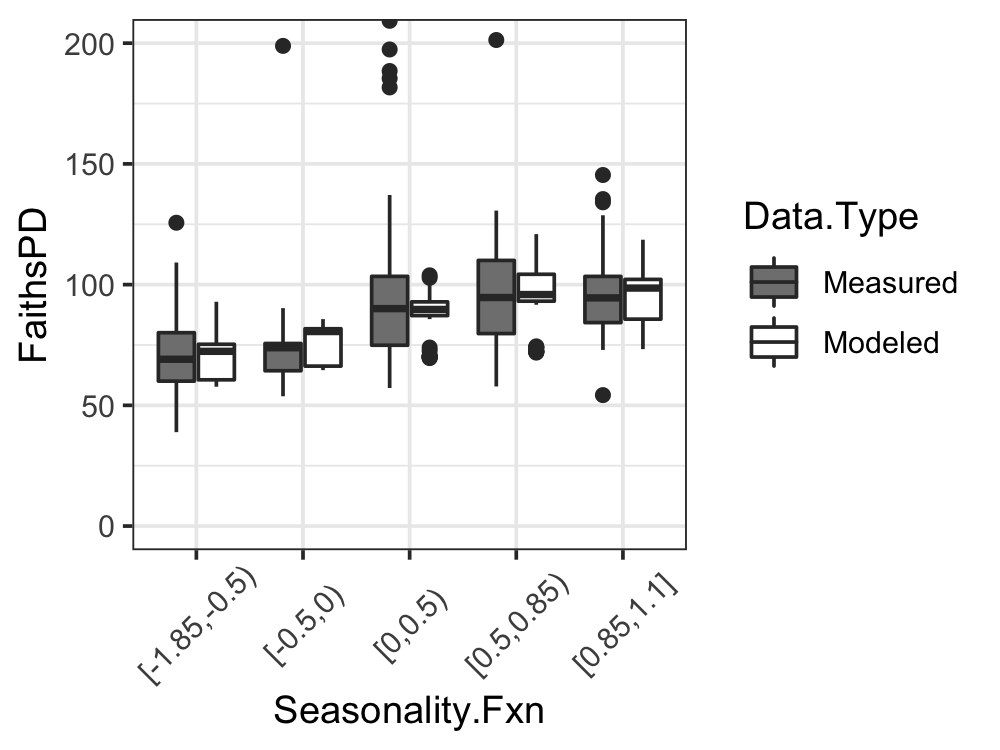 200
150
100
50
0
FaithsPD
[-1.85,-0.5)
[-0.5,0)
[0,0.5)
[0.5,0.85)
[0.85,1.1]
Seasonality.Fxn
Data.Type
Measured
Modeled